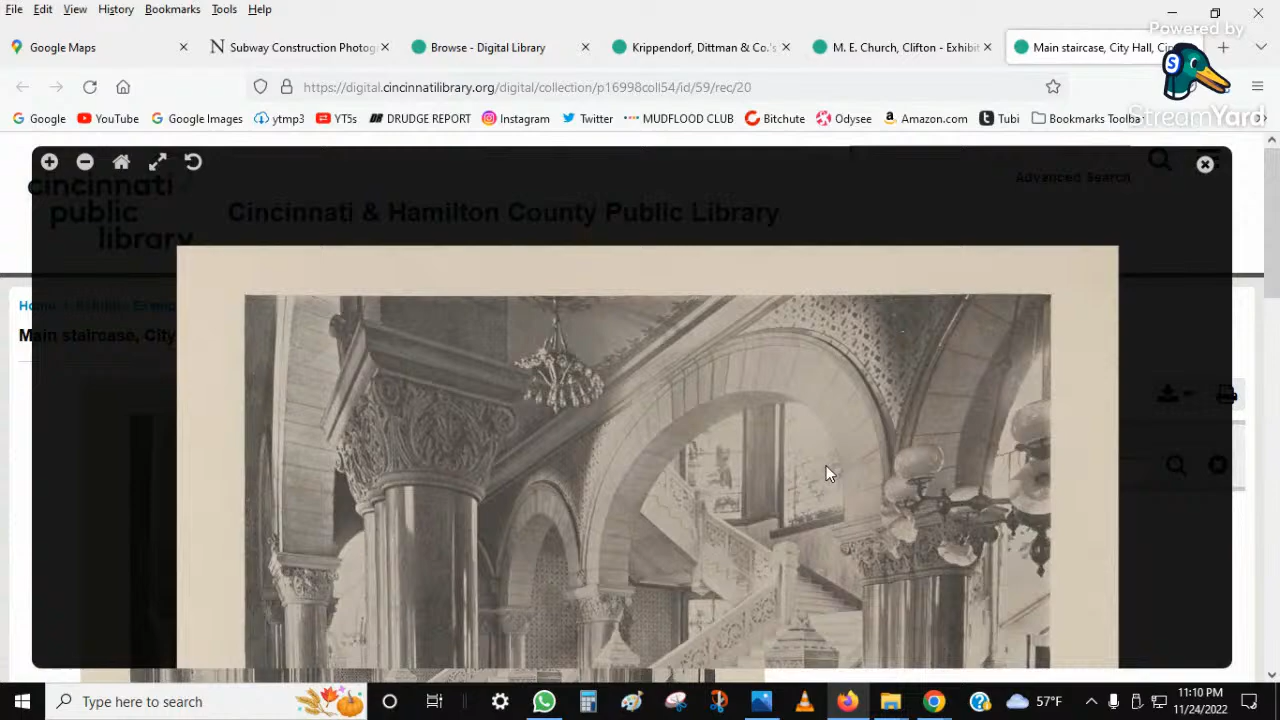 File Edit View History Bookmarks Tools Help
Powered by
Google Maps
Subway Construction Photog
Browse - Digital Library
Krippendorf, Dittman & Co.'s
M. E. Church, Clifton - Exhibit
Main staircase, City Hall, Cin
https://digital.cincinnatilibrary.org/digital/collection/p16998coll54/id/59/rec/20
StreamYard
Google YouTube Google Images ytmp3 YT5s DRUDGE REPORT Instagram Twitter MUDFLOOD CLUB Bitchute Odysee Amazon.com Tubi Bookmarks Toolba
Advanced Search
cincinnati
public
library
Cincinnati & Hamilton County Public Library
Home
Main staircase, City
Type here to search
57°F
11:10 PM
11/24/2022